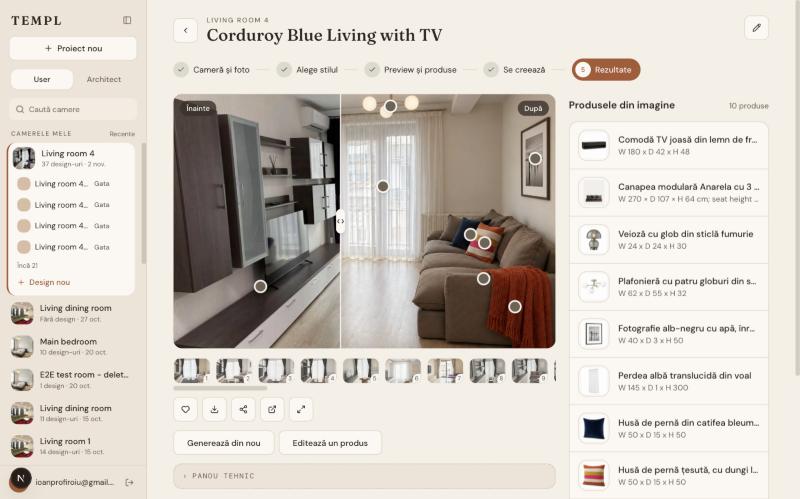 TEMPL
+ Proiect nou
User
Architect
Caută camere
CAMERELE MELE
Recente
Living room 4
37 design-uri · 2 nov.
Living room 4... Gata
Living room 4... Gata
Living room 4... Gata
Living room 4... Gata
Încă 21
+ Design nou
Living dining room
Fără design · 27 oct.
Main bedroom
10 design-uri · 20 oct.
E2E test room - delet...
1 design · 20 oct.
Living dining room
11 design-uri · 15 oct.
Living room 1
14 design-uri · 15 oct.
N
ioanprofiroiu@gmail...
LIVING ROOM 4
Corduroy Blue Living with TV
Cameră și foto
Alege stilul
Preview și produse
Se creează
5 Rezultate
Înainte
După
1
2
3
4
5
6
7
8
9
Generează din nou
Editează un produs
› PANOU TEHNIC
Produsele din imagine
10 produse
Comodă TV joasă din lemn de fr...
W 180 x D 42 x H 48
Canapea modulară Anarela cu 3 ...
W 270 × D 107 × H 64 cm; seat height ...
Veioză cu glob din sticlă fumurie
W 24 x D 24 x H 30
Plafonieră cu patru globuri din s...
W 62 x D 55 x H 32
Fotografie alb-negru cu apă, înr...
W 40 x D 3 x H 50
Perdea albă translucidă din voal
W 145 x D 1 x H 300
Husă de pernă din catifea bleum...
W 50 x D 15 x H 50
Husă de pernă țesută, cu dungi l...
W 50 x D 15 x H 50